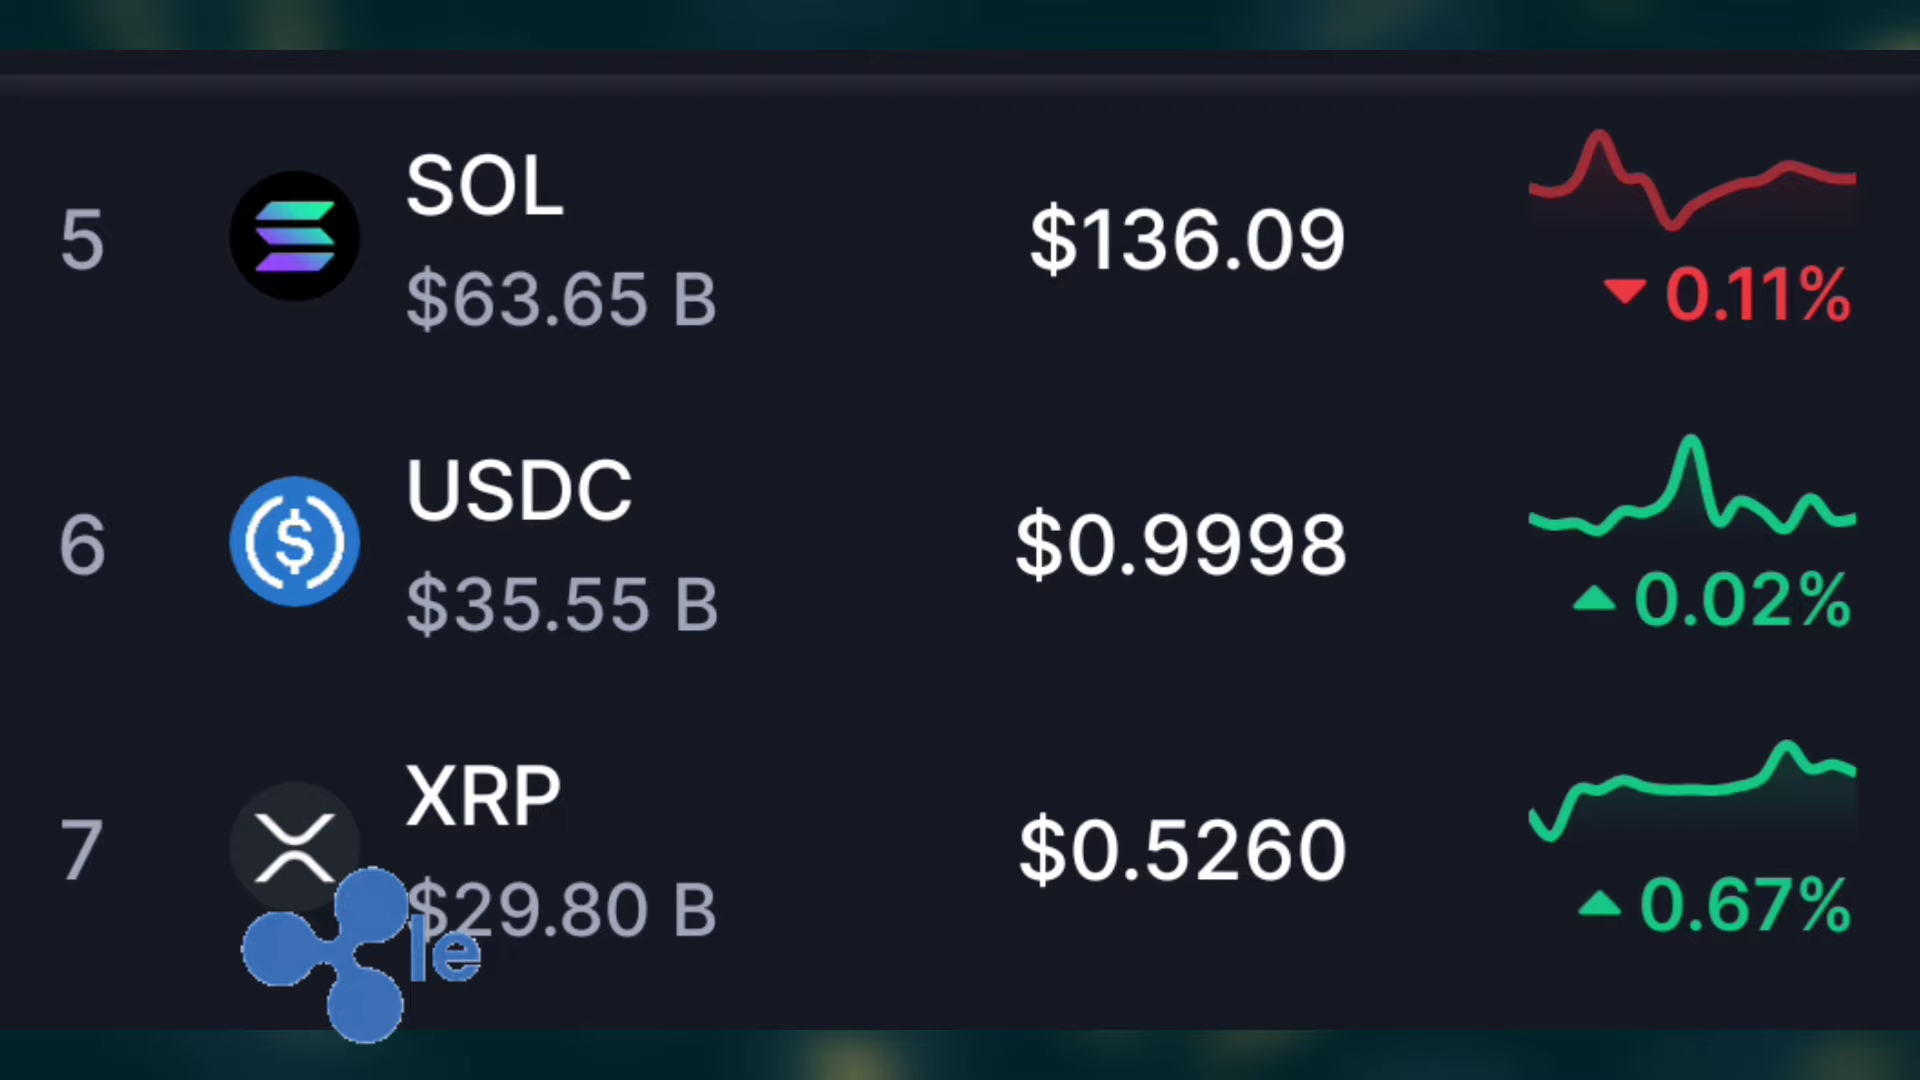 5
SOL
$63.65 B
$136.09
0.11%
6
USDC
$35.55 B
$0.9998
0.02%
7
XRP
$29.80 B
$0.5260
0.67%
le